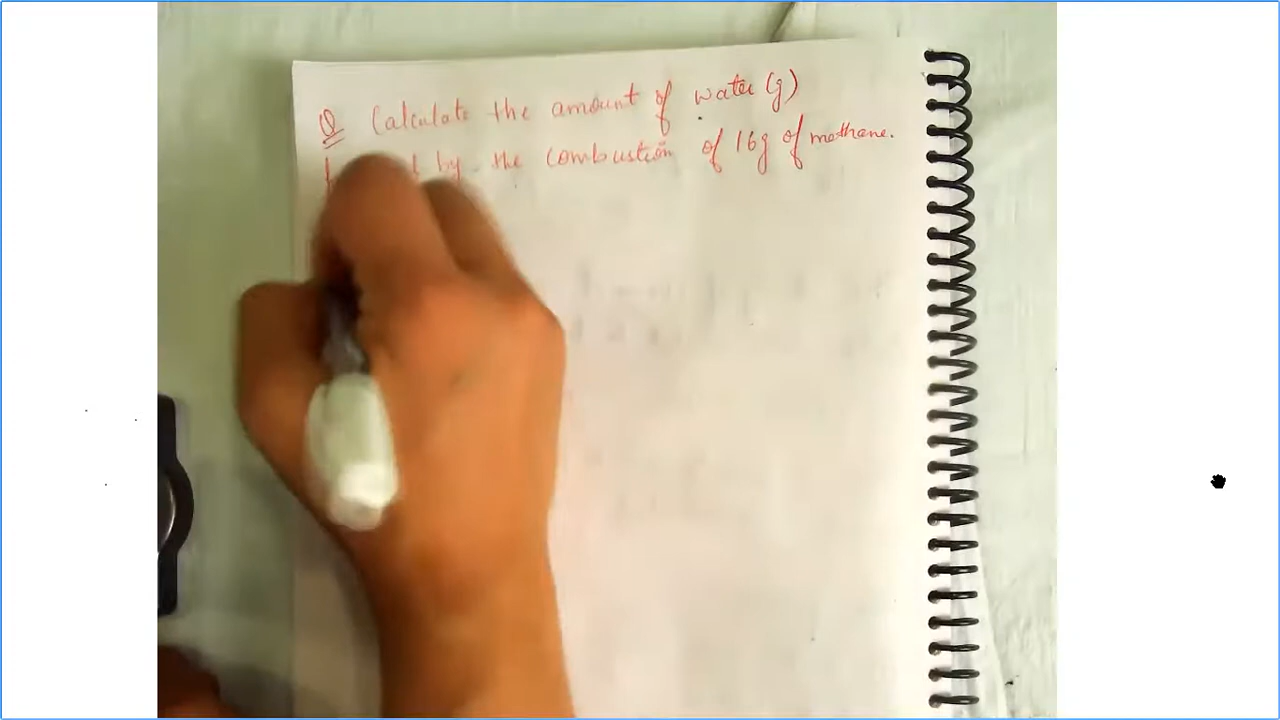 Q Calculate the amount of water (g)
by the combustion of 16g of methane.